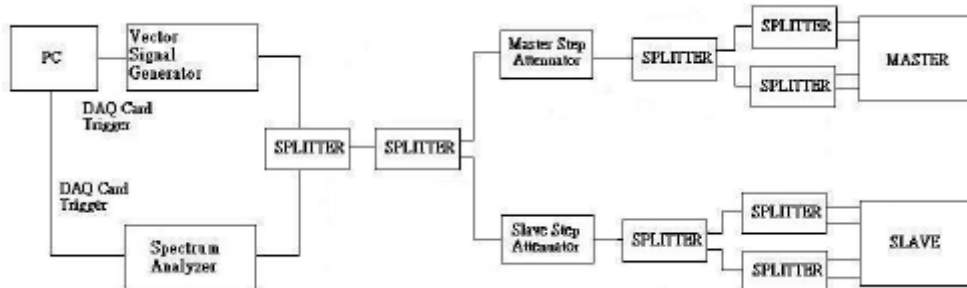 PC
Vector
Signal
Generator
DAQ Card
Trigger
DAQ Card
Trigger
Spectrum
Analyzer
SPLITTER
SPLITTER
Master Step
Attenuator
SPLITTER
SPLITTER
SPLITTER
MASTER
Slave Step
Attenuator
SPLITTER
SPLITTER
SPLITTER
SLAVE